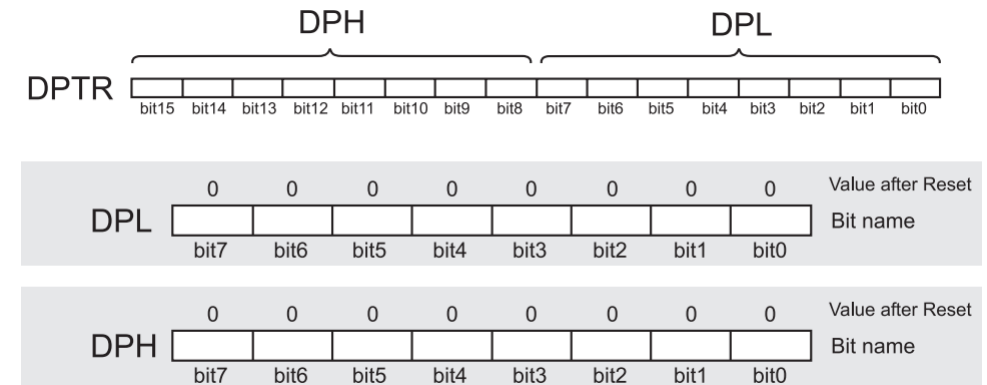 DPH DPL
DPTR
bit15 bit14 bit13 bit12 bit11 bit10 bit9 bit8 bit7 bit6 bit5 bit4 bit3 bit2 bit1 bit0
0 0 0 0 0 0 0 0 Value after Reset
DPL Bit name
bit7 bit6 bit5 bit4 bit3 bit2 bit1 bit0
0 0 0 0 0 0 0 0 Value after Reset
DPH Bit name
bit7 bit6 bit5 bit4 bit3 bit2 bit1 bit0